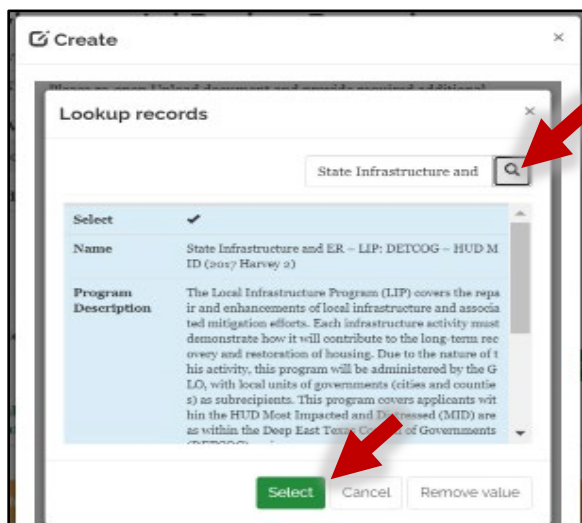 Create ×
Lookup records ×
State Infrastructure and
Select ✔
Name State Infrastructure and ER – LIP: DETCOG – HUD M
ID (2017 Harvey 2)
Program The Local Infrastructure Program (LIP) covers the repa
Description ir and enhancements of local infrastructure and associa
ted mitigation efforts. Each infrastructure activity must
demonstrate how it will contribute to the long-term rec
overy and restoration of housing. Due to the nature of t
his activity, this program will be administered by the G
LO, with local units of governments (cities and countie
s) as subrecipients. This program covers applicants wit
hin the HUD Most Impacted and Distressed (MID) are
as within the Deep East Texas Council of Governments
Select Cancel Remove value